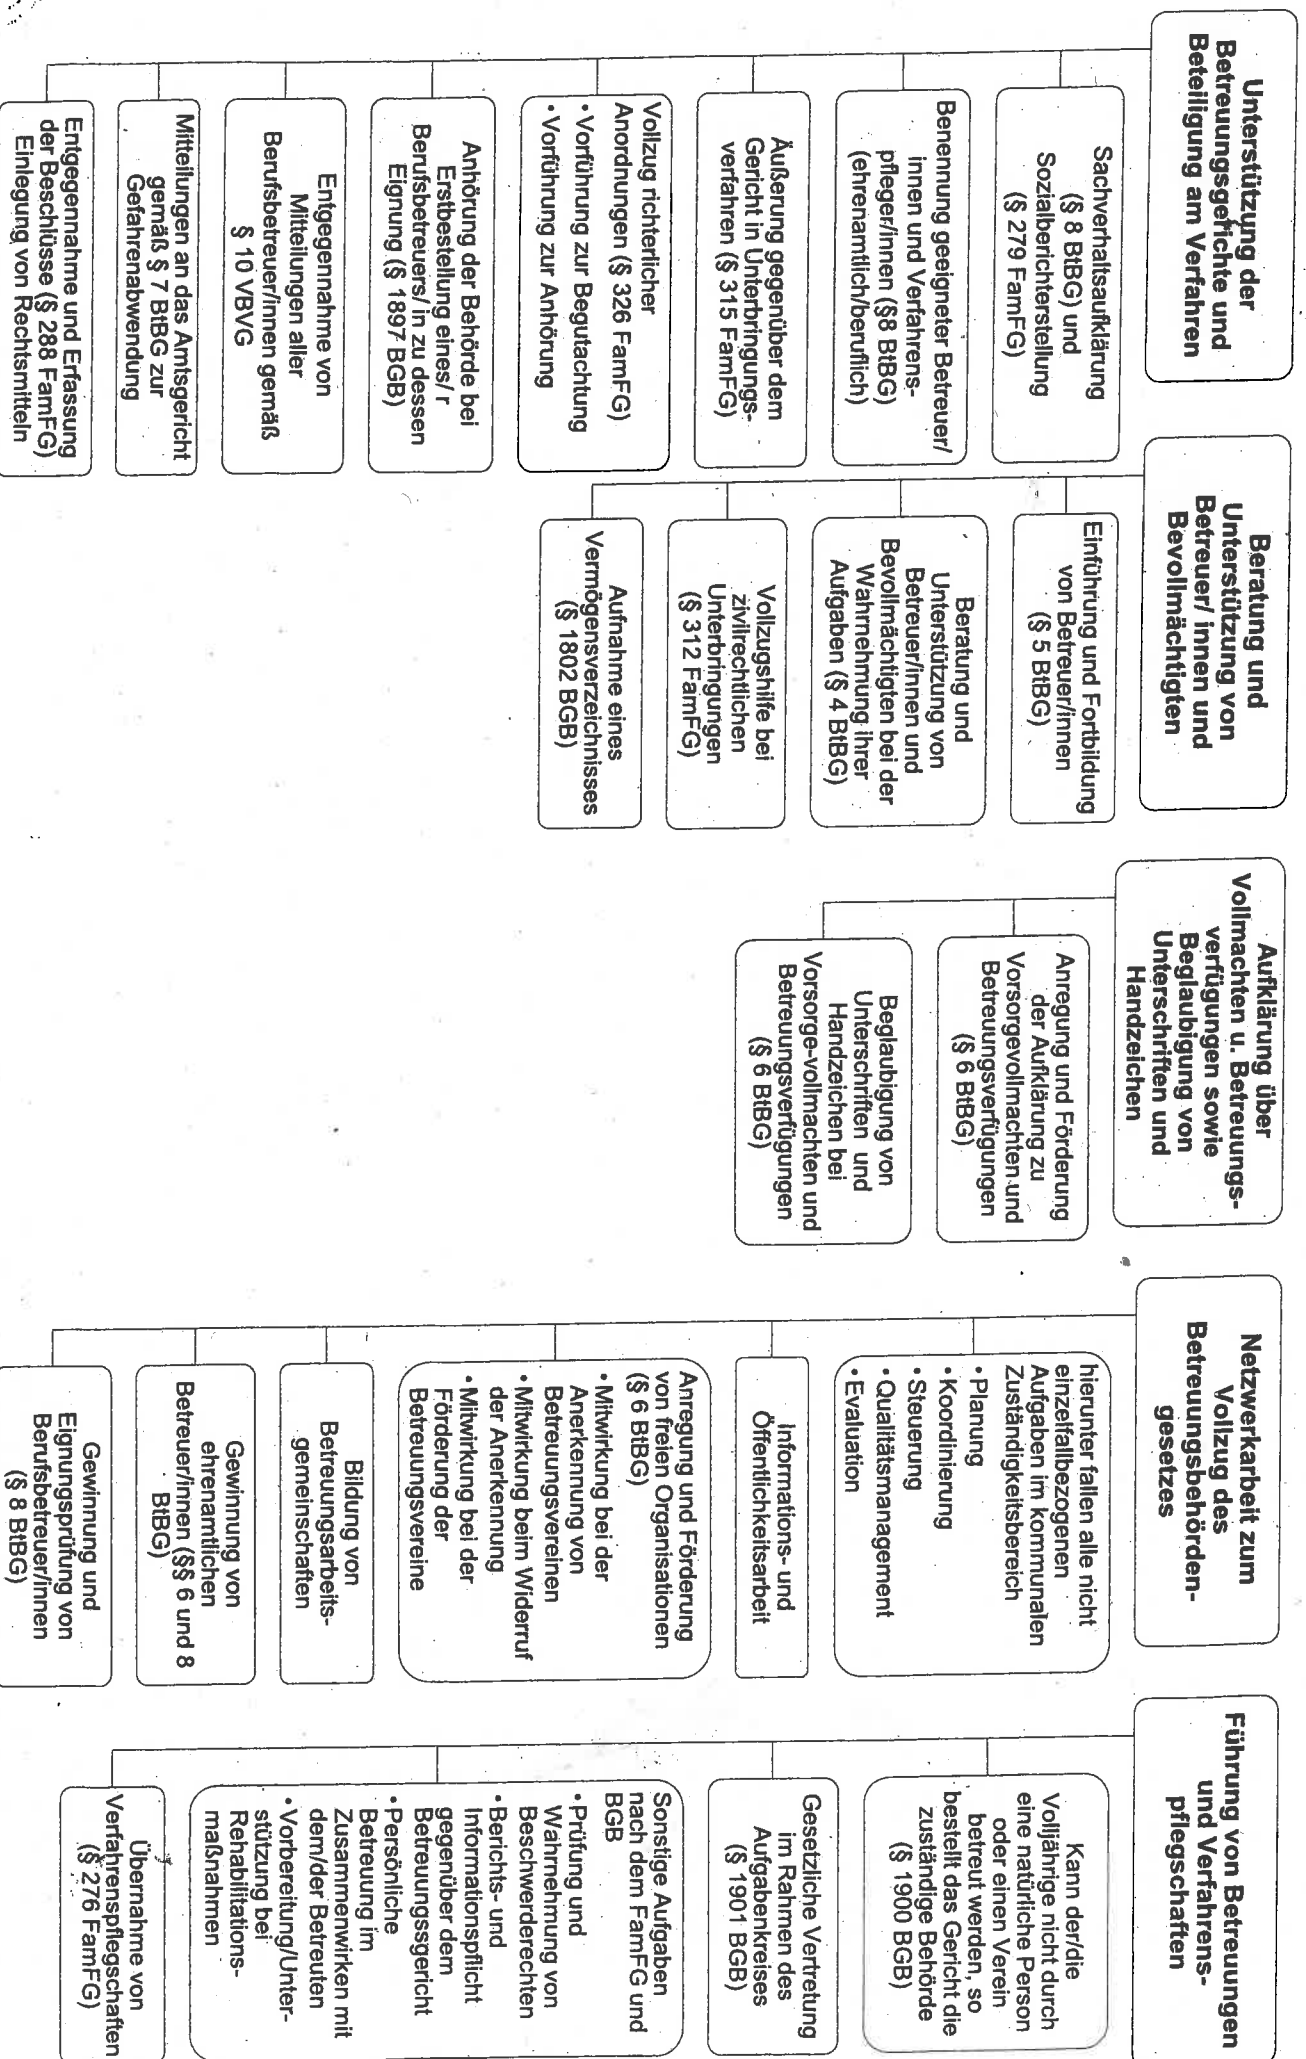 Unterstützung der
Betreuungsgerichte und
Beteiligung am Verfahren
Sachverhaltsaufklärung
(§ 8 BtBG) und
Sozialberichterstellung
(§ 279 FamFG)
Benennung geeigneter Betreuer/
innen und Verfahrens-
pfleger/innen (§8 BtBG)
(ehrenamtlich/beruflich)
Äußerung gegenüber dem
Gericht in Unterbringungs-
verfahren (§ 315 FamFG)
Vollzug richterlicher
Anordnungen (§ 326 FamFG)
• Vorführung zur Begutachtung
• Vorführung zur Anhörung
Anhörung der Behörde bei
Erstbestellung eines/ r
Berufsbetreuers/ in zu dessen
Eignung (§ 1897 BGB)
Entgegennahme von
Mitteilungen aller
Berufsbetreuer/innen gemäß
§ 10 VBVG
Mitteilungen an das Amtsgericht
gemäß § 7 BtBG zur
Gefahrenabwendung
Entgegennahme und Erfassung
der Beschlüsse (§ 288 FamFG)
Einlegung von Rechtsmitteln
Beratung und
Unterstützung von
Betreuer/ innen und
Bevollmächtigten
Einführung und Fortbildung
von Betreuer/innen
(§ 5 BtBG)
Beratung und
Unterstützung von
Betreuer/innen und
Bevollmächtigten bei der
Wahrnehmung ihrer
Aufgaben (§ 4 BtBG)
Vollzugshilfe bei
zivilrechtlichen
Unterbringungen
(§ 312 FamFG)
Aufnahme eines
Vermögensverzeichnisses
(§ 1802 BGB)
Aufklärung über
Vollmachten u. Betreuungs-
verfügungen sowie
Beglaubigung von
Unterschriften und
Handzeichen
Anregung und Förderung
der Aufklärung zu
Vorsorgevollmachten und
Betreuungsverfügungen
(§ 6 BtBG)
Beglaubigung von
Unterschriften und
Handzeichen bei
Vorsorge-vollmachten und
Betreuungsverfügungen
(§ 6 BtBG)
Netzwerkarbeit zum
Vollzug des
Betreuungsbehörden-
gesetzes
hierunter fallen alle nicht
einzelfallbezogenen
Aufgaben im kommunalen
Zuständigkeitsbereich
• Planung
• Koordinierung
• Steuerung
• Qualitätsmanagement
• Evaluation
Informations- und
Öffentlichkeitsarbeit
Anregung und Förderung
von freien Organisationen
(§ 6 BtBG)
• Mitwirkung bei der
Anerkennung von
Betreuungsvereinen
• Mitwirkung beim Widerruf
der Anerkennung
• Mitwirkung bei der
Förderung der
Betreuungsvereine
Bildung von
Betreuungsarbeits-
gemeinschaften
Gewinnung von
ehrenamtlichen
Betreuer/innen (§§ 6 und 8
BtBG)
Gewinnung und
Eignungsprüfung von
Berufsbetreuer/innen
(§ 8 BtBG)
Führung von Betreuungen
und Verfahrens-
pflegschaften
Kann der/die
Volljährige nicht durch
eine natürliche Person
oder einen Verein
betreut werden, so
bestellt das Gericht die
zuständige Behörde
(§ 1900 BGB)
Gesetzliche Vertretung
im Rahmen des
Aufgabenkreises
(§ 1901 BGB)
Sonstige Aufgaben
nach dem FamFG und
BGB
• Prüfung und
Wahrnehmung von
Beschwerderechten
• Berichts- und
Informationspflicht
gegenüber dem
Betreuungssgericht
• Persönliche
Betreuung im
Zusammenwirken mit
dem/der Betreuten
• Vorbereitung/Unter-
stützung bei
Rehabilitations-
maßnahmen
Übernahme von
Verfahrenspflegschaften
(§ 276 FamFG)